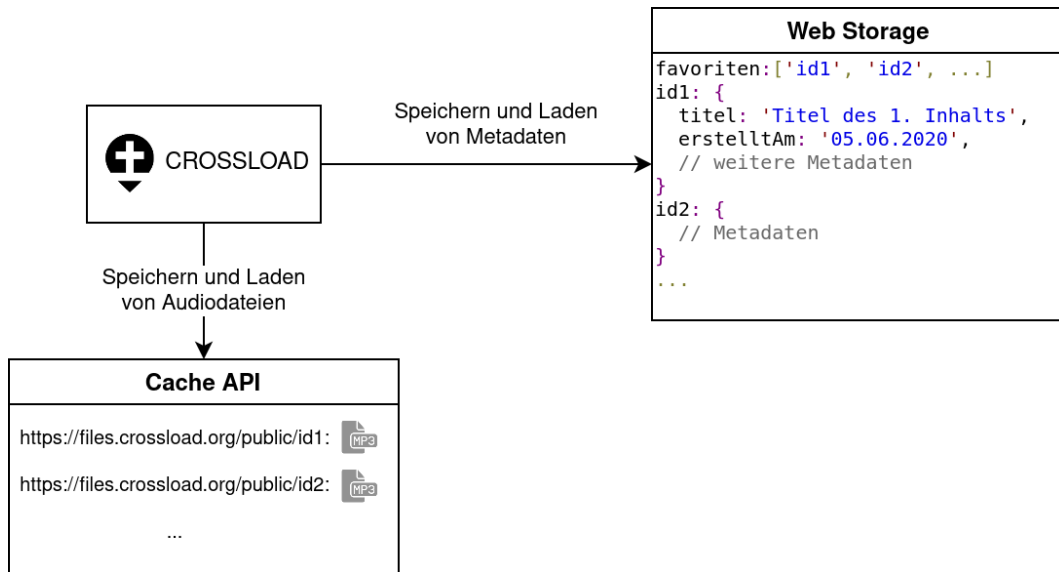 CROSSLOAD
Speichern und Laden
von Metadaten
Web Storage
favoriten:['id1', 'id2', ...]
id1: {
  titel: 'Titel des 1. Inhalts',
  erstelltAm: '05.06.2020',
  // weitere Metadaten
}
id2: {
  // Metadaten
}
...
Speichern und Laden
von Audiodateien
Cache API
https://files.crossload.org/public/id1: MP3
https://files.crossload.org/public/id2: MP3
...